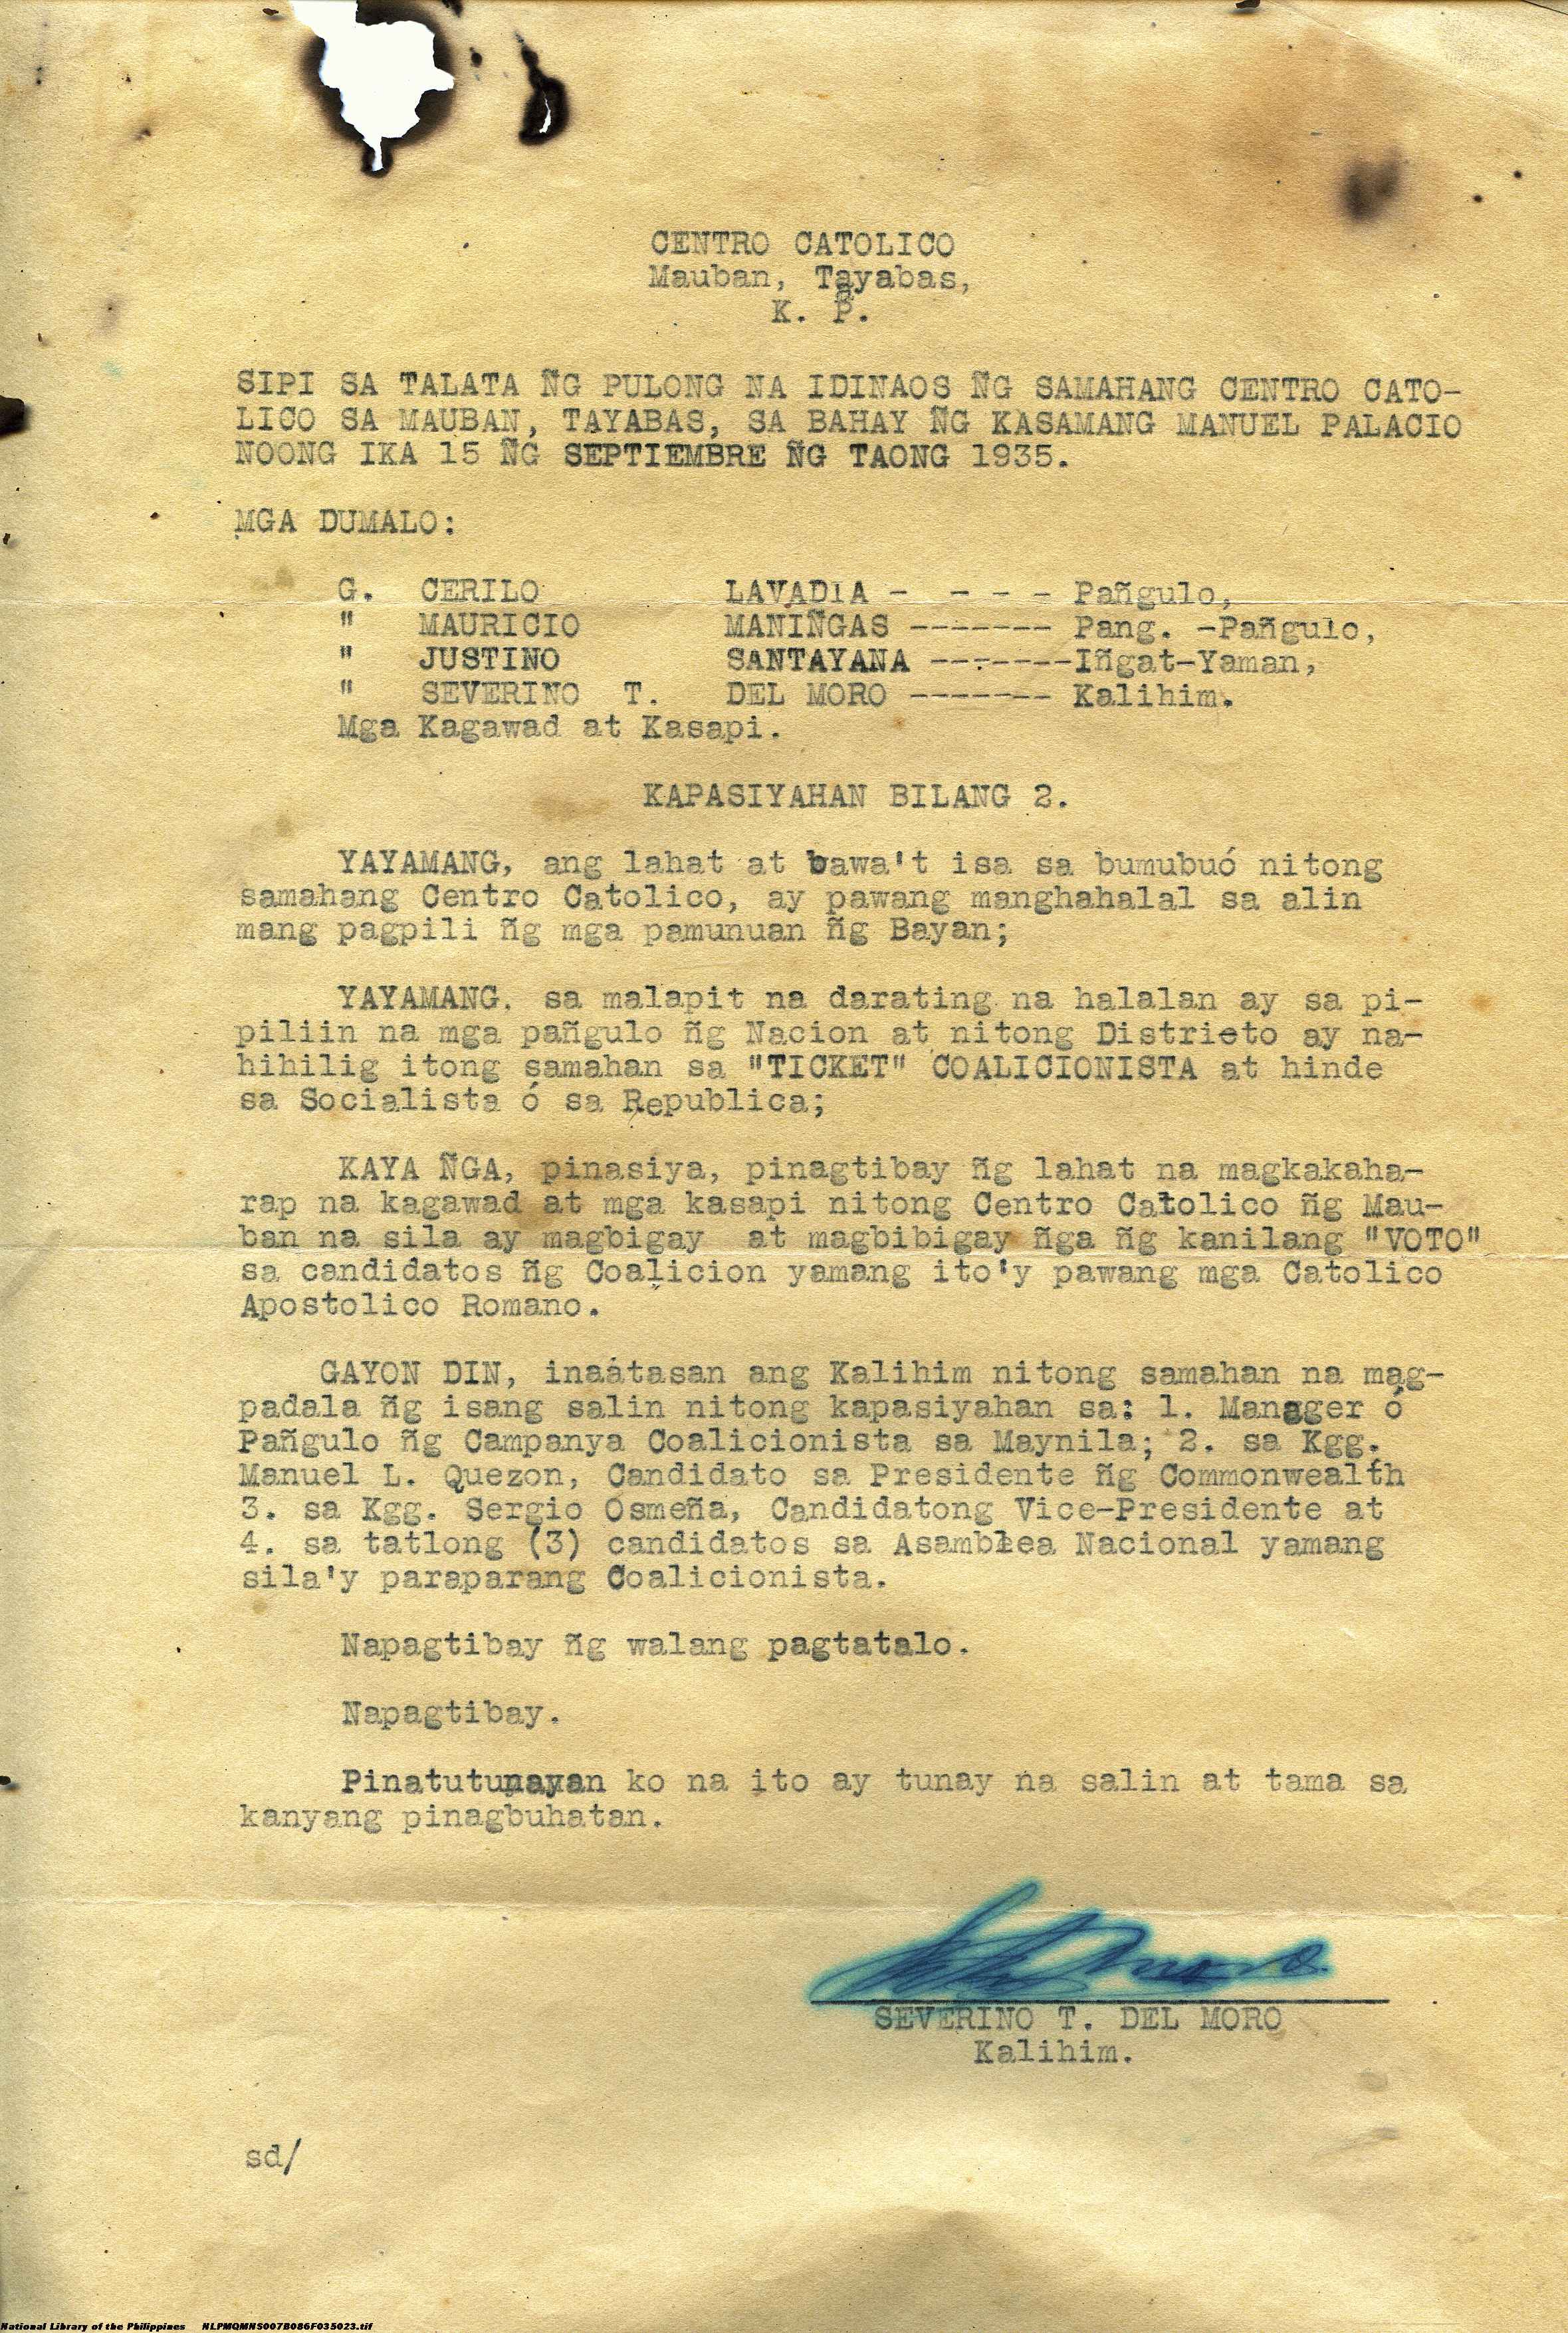 CENTRO CATOLICO
Mauban, Tayabas,
K. P.
SIPI SA TALATA ÑG PULONG NA IDINAOS ÑG SAMAHANG CENTRO CATO-
LICO SA MAUBAN, TAYABAS, SA BAHAY ÑG KASAMANG MANUEL PALACIO
NOONG IKA 15 ÑG SEPTIEMBRE ÑG TAONG 1935.
MGA DUMALO:
G. CERILO LAVADIA - - - - Pañgulo,
" MAURICIO MANIÑGAS ------- Pang. -Pañgulo,
" JUSTINO SANTAYANA -------Iñgat-Yaman,
" SEVERINO T. DEL MORO ------- Kalihim.
Mga Kagawad at Kasapi.
KAPASIYAHAN BILANG 2.
YAYAMANG, ang lahat at bawa't isa sa bumubuó nitong
samahang Centro Catolico, ay pawang manghahalal sa alin
mang pagpili ñg mga pamunuan ñg Bayan;
YAYAMANG. sa malapit na darating na halalan ay sa pi-
piliin na mga pañgulo ñg Nacion at nitong Districto ay na-
hihilig itong samahan sa "TICKET" COALICIONISTA at hinde
sa Socialista ó sa Republica;
KAYA ÑGA, pinasiya, pinagtibay ñg lahat na magkakaha-
rap na kagawad at mga kasapi nitong Centro Catolico ñg Mau-
ban na sila ay magbigay at magbibigay ñga ñg kanilang "VOTO"
sa candidatos ñg Coalicion yamang ito'y pawang mga Catolico
Apostolico Romano.
GAYON DIN, inaátasan ang Kalihim nitong samahan na mag-
padala ñg isang salin nitong kapasiyahan sa: 1. Manager ó
Pañgulo ñg Campanya Coalicionista sa Maynila; 2. sa Kgg.
Manuel L. Quezon, Candidato sa Presidente ñg Commonwealth
3. sa Kgg. Sergio Osmeña, Candidatong Vice-Presidente at
4. sa tatlong (3) candidatos sa Asamblea Nacional yamang
sila'y paraparang Coalicionista.
Napagtibay ñg walang pagtatalo.
Napagtibay.
Pinatutunayan ko na ito ay tunay na salin at tama sa
kanyang pinagbuhatan.
SEVERINO T. DEL MORO
Kalihim.
sd/
National Library of the Philippines NLPMQMNS007B086F035023.tif